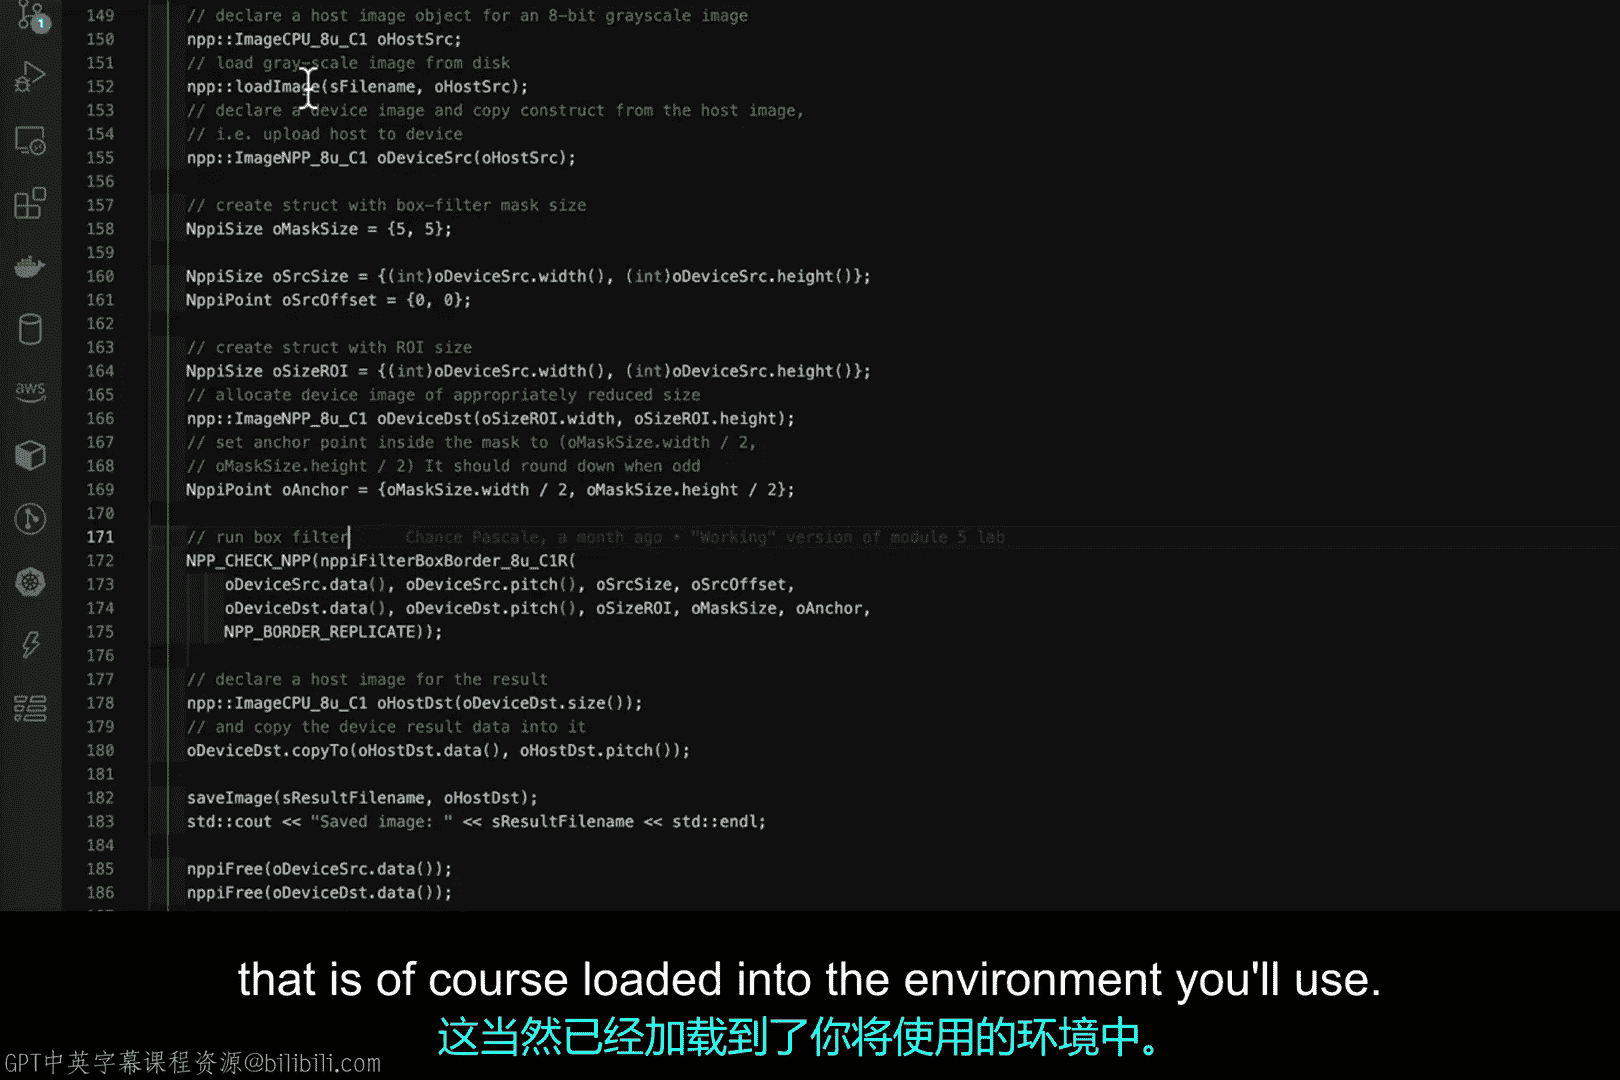 1
149 // declare a host image object for an 8-bit grayscale image
150 npp::ImageCPU_8u_C1 oHostSrc;
151 // load gray-scale image from disk
152 npp::loadImage(sFilename, oHostSrc);
153 // declare a device image and copy construct from the host image,
154 // i.e. upload host to device
155 npp::ImageNPP_8u_C1 oDeviceSrc(oHostSrc);
156
157 // create struct with box-filter mask size
158 NppiSize oMaskSize = {5, 5};
159
160 NppiSize oSrcSize = {(int)oDeviceSrc.width(), (int)oDeviceSrc.height()};
161 NppiPoint oSrcOffset = {0, 0};
162
163 // create struct with ROI size
164 NppiSize oSizeROI = {(int)oDeviceSrc.width(), (int)oDeviceSrc.height()};
165 // allocate device image of appropriately reduced size
166 npp::ImageNPP_8u_C1 oDeviceDst(oSizeROI.width, oSizeROI.height);
167 // set anchor point inside the mask to (oMaskSize.width / 2,
168 // oMaskSize.height / 2) It should round down when odd
169 NppiPoint oAnchor = {oMaskSize.width / 2, oMaskSize.height / 2};
170
171 // run box filter Chance Pascale, a month ago • "Working" version of module 5 lab
172 NPP_CHECK_NPP(nppiFilterBoxBorder_8u_C1R(
173 oDeviceSrc.data(), oDeviceSrc.pitch(), oSrcSize, oSrcOffset,
174 oDeviceDst.data(), oDeviceDst.pitch(), oSizeROI, oMaskSize, oAnchor,
175 NPP_BORDER_REPLICATE));
176
177 // declare a host image for the result
178 npp::ImageCPU_8u_C1 oHostDst(oDeviceDst.size());
179 // and copy the device result data into it
180 oDeviceDst.copyTo(oHostDst.data(), oHostDst.pitch());
181
182 saveImage(sResultFilename, oHostDst);
183 std::cout << "Saved image: " << sResultFilename << std::endl;
184
185 nppiFree(oDeviceSrc.data());
186 nppiFree(oDeviceDst.data());
aws
that is of course loaded into the environment you'll use.
这当然已经加载到了你将使用的环境中。
GPT中英字幕课程资源@bilibili.com